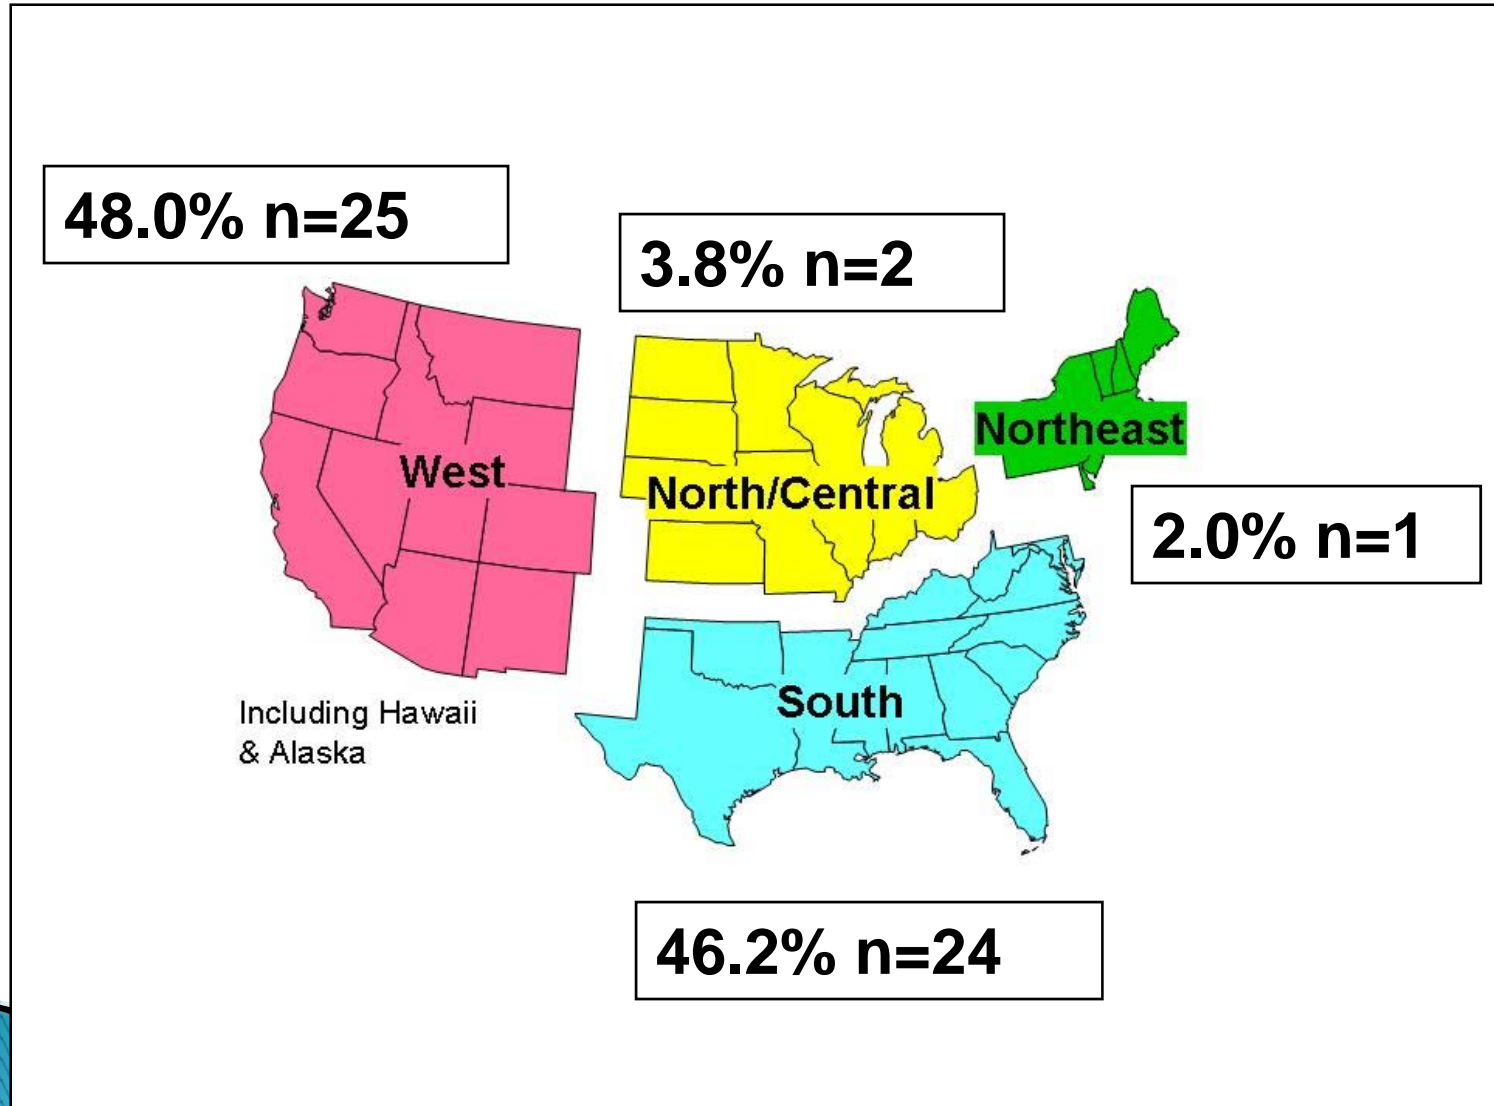 48.0% n=25
3.8% n=2
Northeast
West
North/Central
2.0% n=1
South
Including Hawaii
& Alaska
46.2% n=24